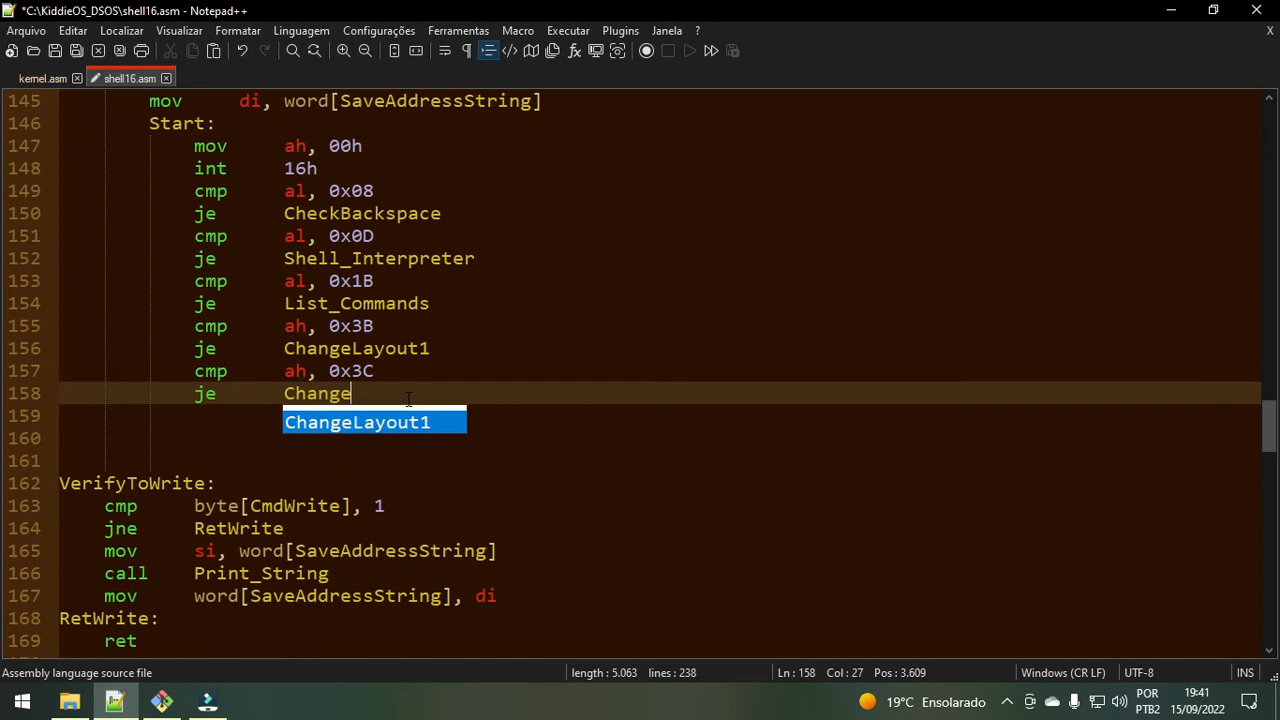 *C:\KiddieOS_DSOS\shell16.asm - Notepad++
Arquivo Editar Localizar Visualizar Formatar Linguagem Configurações Ferramentas Macro Executar Plugins Janela ? X
kernel.asm shell16.asm
145 mov di, word[SaveAddressString]
146 Start:
147 mov ah, 00h
148 int 16h
149 cmp al, 0x08
150 je CheckBackspace
151 cmp al, 0x0D
152 je Shell_Interpreter
153 cmp al, 0x1B
154 je List_Commands
155 cmp ah, 0x3B
156 je ChangeLayout1
157 cmp ah, 0x3C
158 je Change
159 ChangeLayout1
160
161
162 VerifyToWrite:
163 cmp byte[CmdWrite], 1
164 jne RetWrite
165 mov si, word[SaveAddressString]
166 call Print_String
167 mov word[SaveAddressString], di
168 RetWrite:
169 ret
Assembly language source file length : 5.063 lines : 238 Ln : 158 Col : 27 Pos : 3.609 Windows (CR LF) UTF-8 INS
19°C Ensolarado POR PTB2 19:41 15/09/2022